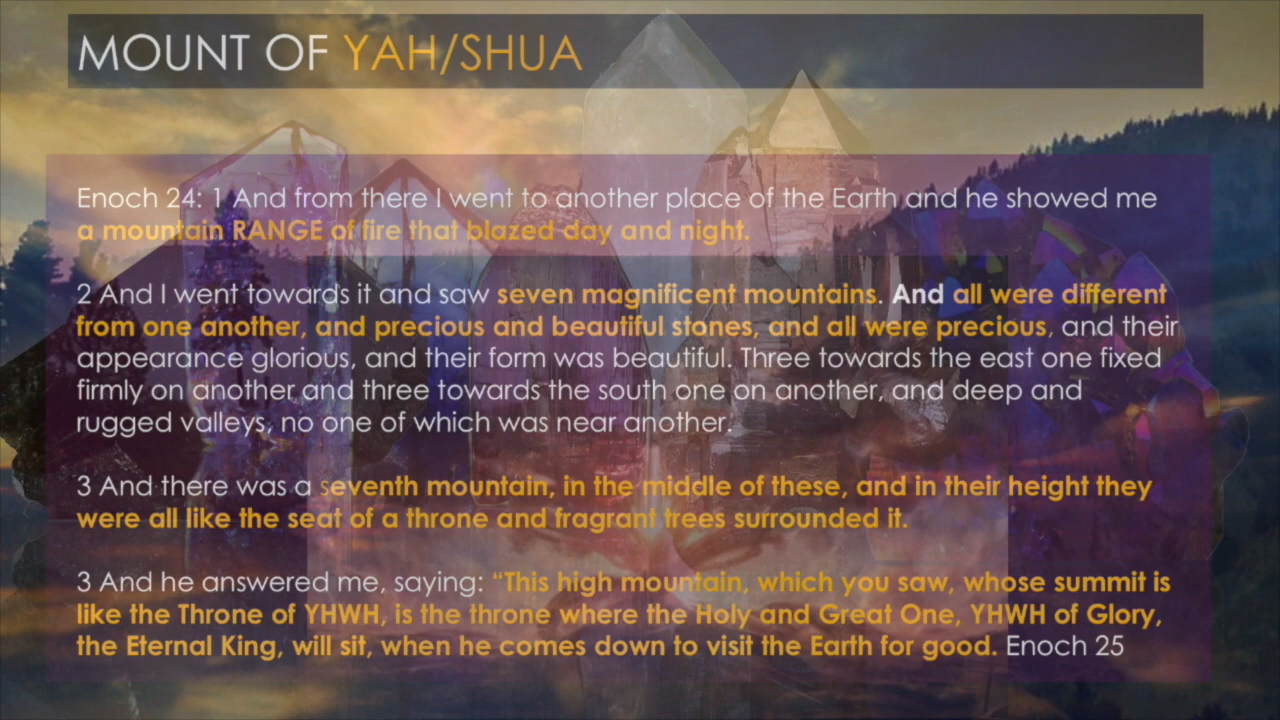 MOUNT OF YAH/SHUA
Enoch 24: 1 And from there I went to another place of the Earth and he showed me
a mountain RANGE of fire that blazed day and night.
2 And I went towards it and saw seven magnificent mountains. And all were different
from one another, and precious and beautiful stones, and all were precious, and their
appearance glorious, and their form was beautiful. Three towards the east one fixed
firmly on another and three towards the south one on another, and deep and
rugged valleys, no one of which was near another.
3 And there was a seventh mountain, in the middle of these, and in their height they
were all like the seat of a throne and fragrant trees surrounded it.
3 And he answered me, saying: “This high mountain, which you saw, whose summit is
like the Throne of YHWH, is the throne where the Holy and Great One, YHWH of Glory,
the Eternal King, will sit, when he comes down to visit the Earth for good. Enoch 25